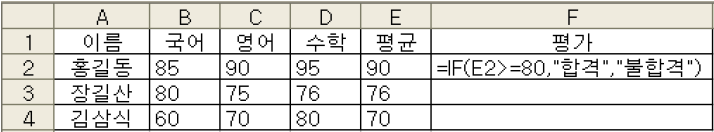 A B C D E F
1 이름 국어 영어 수학 평균 평가
2 홍길동 85 90 95 90 =IF(E2>=80,"합격","불합격")
3 장길산 80 75 76 76
4 김삼식 60 70 80 70